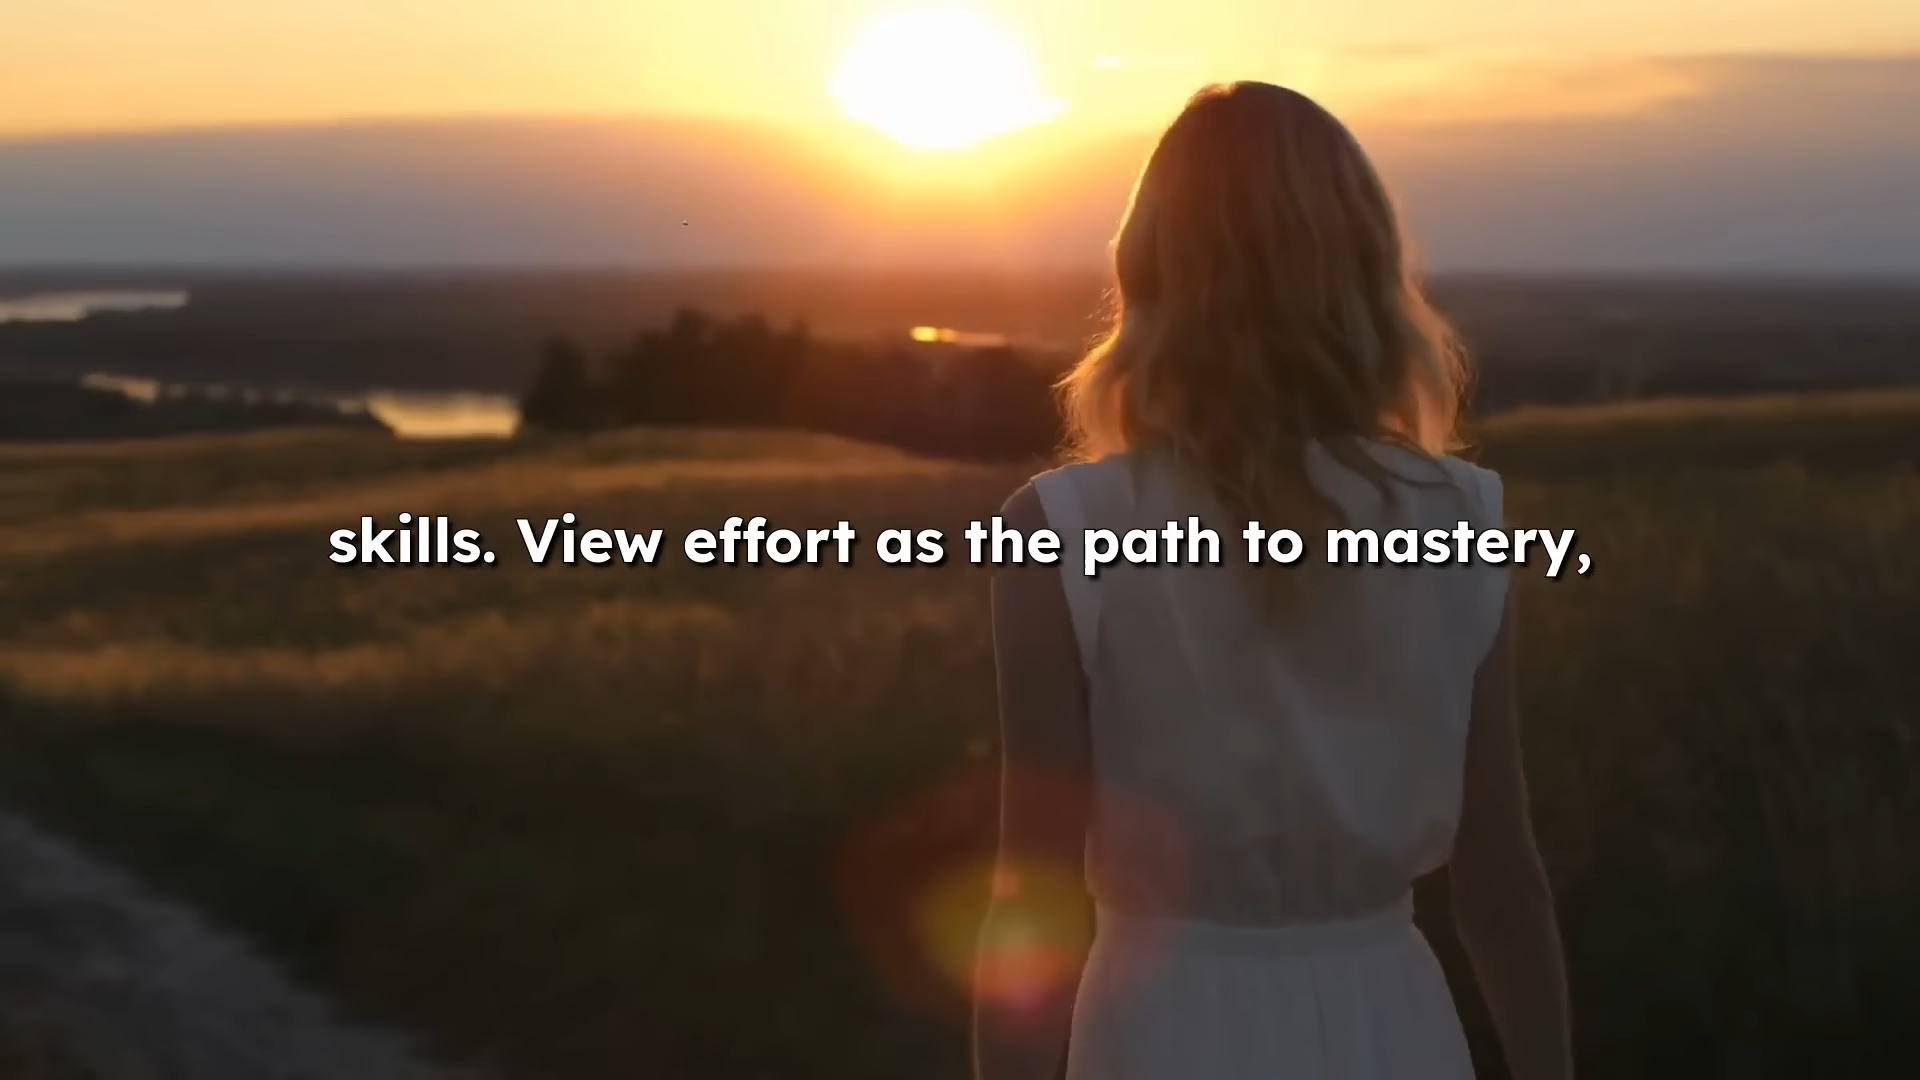 skills. View effort as the path to mastery,